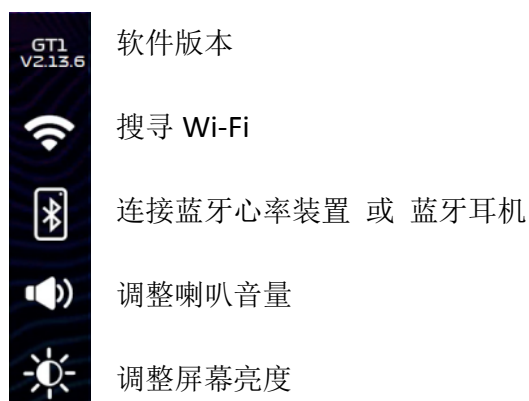 GT1
V2.13.6
软件版本
搜寻 Wi-Fi
连接蓝牙心率装置 或 蓝牙耳机
调整喇叭音量
调整屏幕亮度